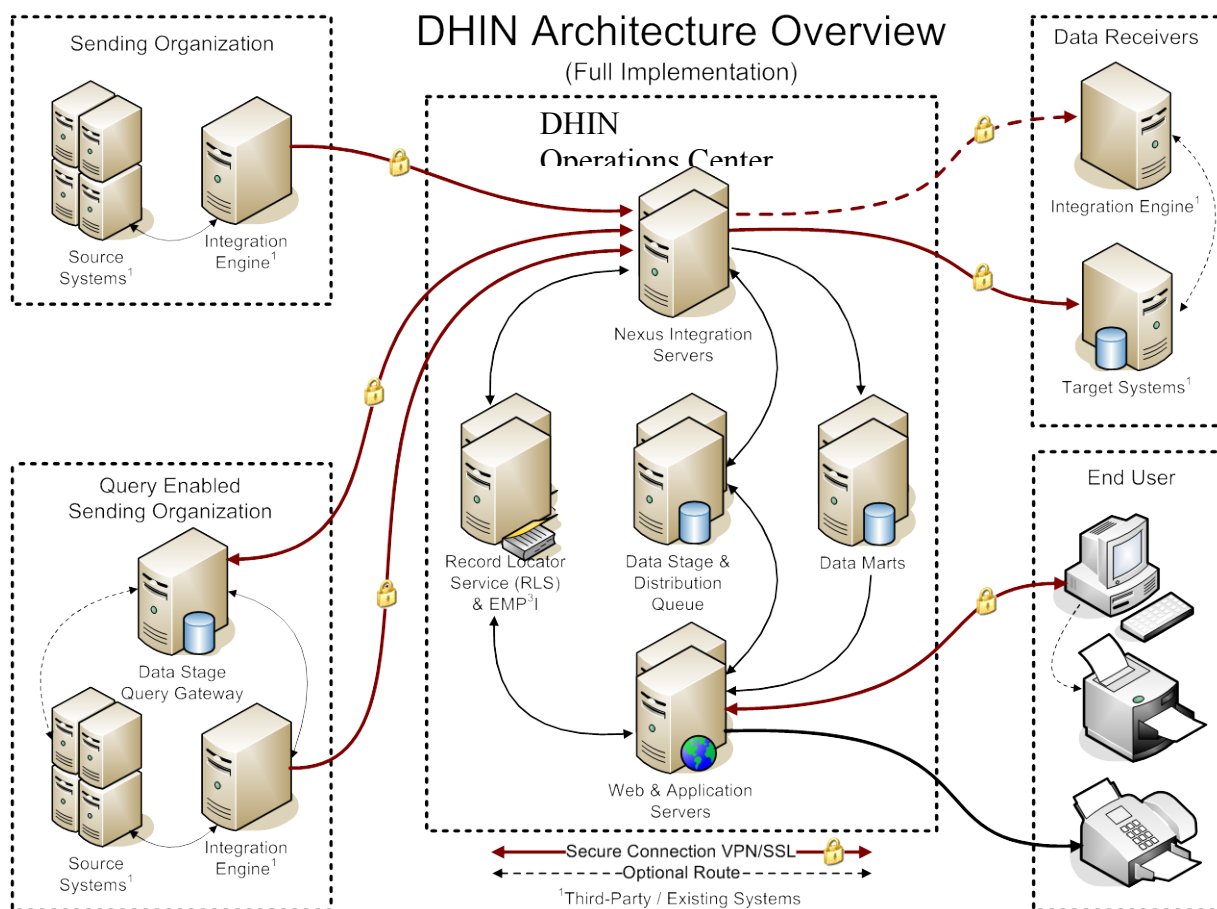 DHIN Architecture Overview
(Full Implementation)
Sending Organization
Source
Systems¹
Integration
Engine¹
DHIN
Operations Center
Nexus Integration
Servers
Data Receivers
Integration Engine¹
Target Systems¹
Query Enabled
Sending Organization
Data Stage
Query Gateway
Source
Systems¹
Integration
Engine¹
Record Locator
Service (RLS)
& EMP³I
Data Stage &
Distribution
Queue
Data Marts
Web & Application
Servers
End User
Secure Connection VPN/SSL
Optional Route
¹Third-Party / Existing Systems